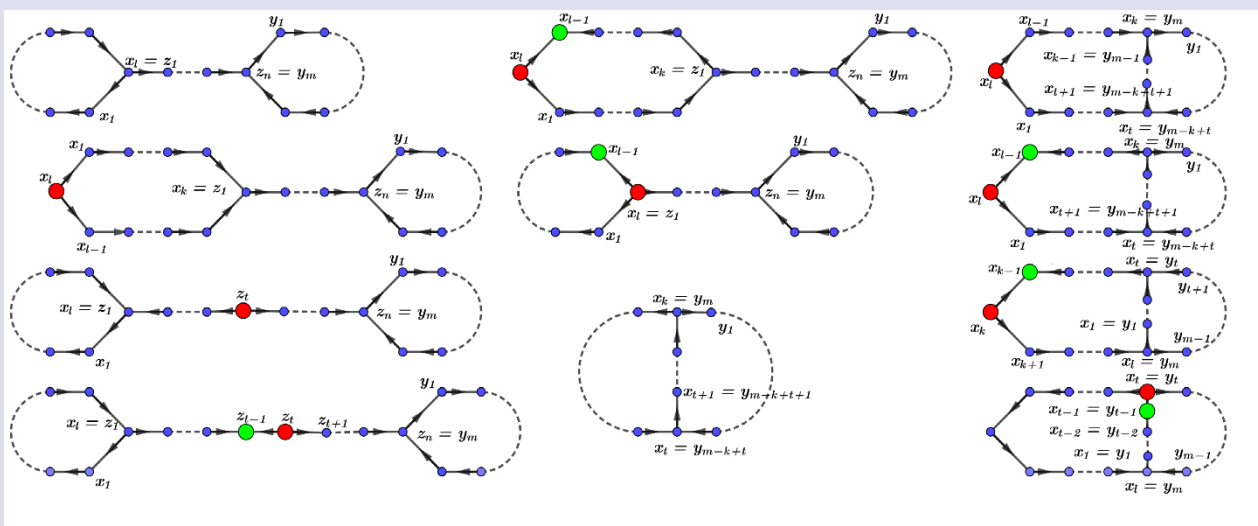 x_l = z_1
x_1
y_1
z_n = y_m
x_{l-1}
x_l
x_1
x_k = z_1
y_1
z_n = y_m
x_{l-1}
x_k = y_m
y_1
x_{k-1} = y_{m-1}
x_l
x_{t+1} = y_{m-k+t+1}
x_1
x_t = y_{m-k+t}
x_1
x_l
x_{l-1}
x_k = z_1
y_1
z_n = y_m
x_{l-1}
x_l = z_1
x_1
y_1
z_n = y_m
x_{l-1}
x_k = y_m
y_1
x_l
x_{t+1} = y_{m-k+t+1}
x_1
x_t = y_{m-k+t}
x_l = z_1
x_1
z_t
y_1
z_n = y_m
x_k = y_m
y_1
x_{t+1} = y_{m-k+t+1}
x_t = y_{m-k+t}
x_{k-1}
x_t = y_t
y_{t+1}
x_k
x_1 = y_1
y_{m-1}
x_{k+1}
x_l = y_m
x_l = z_1
x_1
z_{t-1}
z_t
z_{t+1}
y_1
z_n = y_m
x_t = y_t
x_{t-1} = y_{t-1}
x_{t-2} = y_{t-2}
x_1 = y_1
y_{m-1}
x_l = y_m